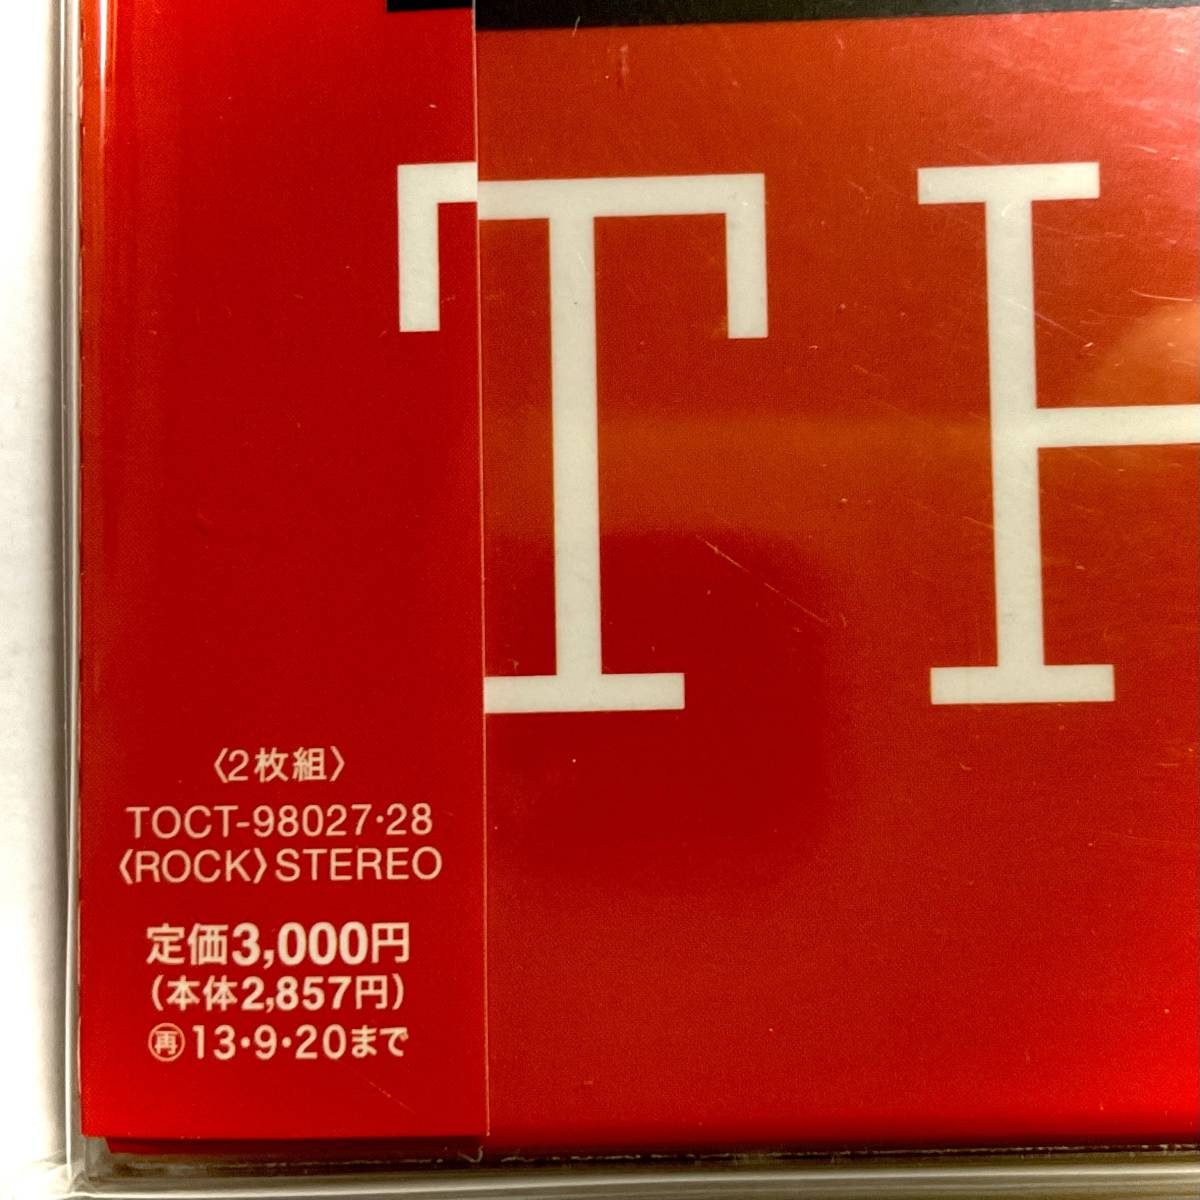 TH
〈2枚組〉
TOCT-98027・28
〈ROCK〉STEREO
定価3,000円
(本体2,857円)
㊞13・9・20まで